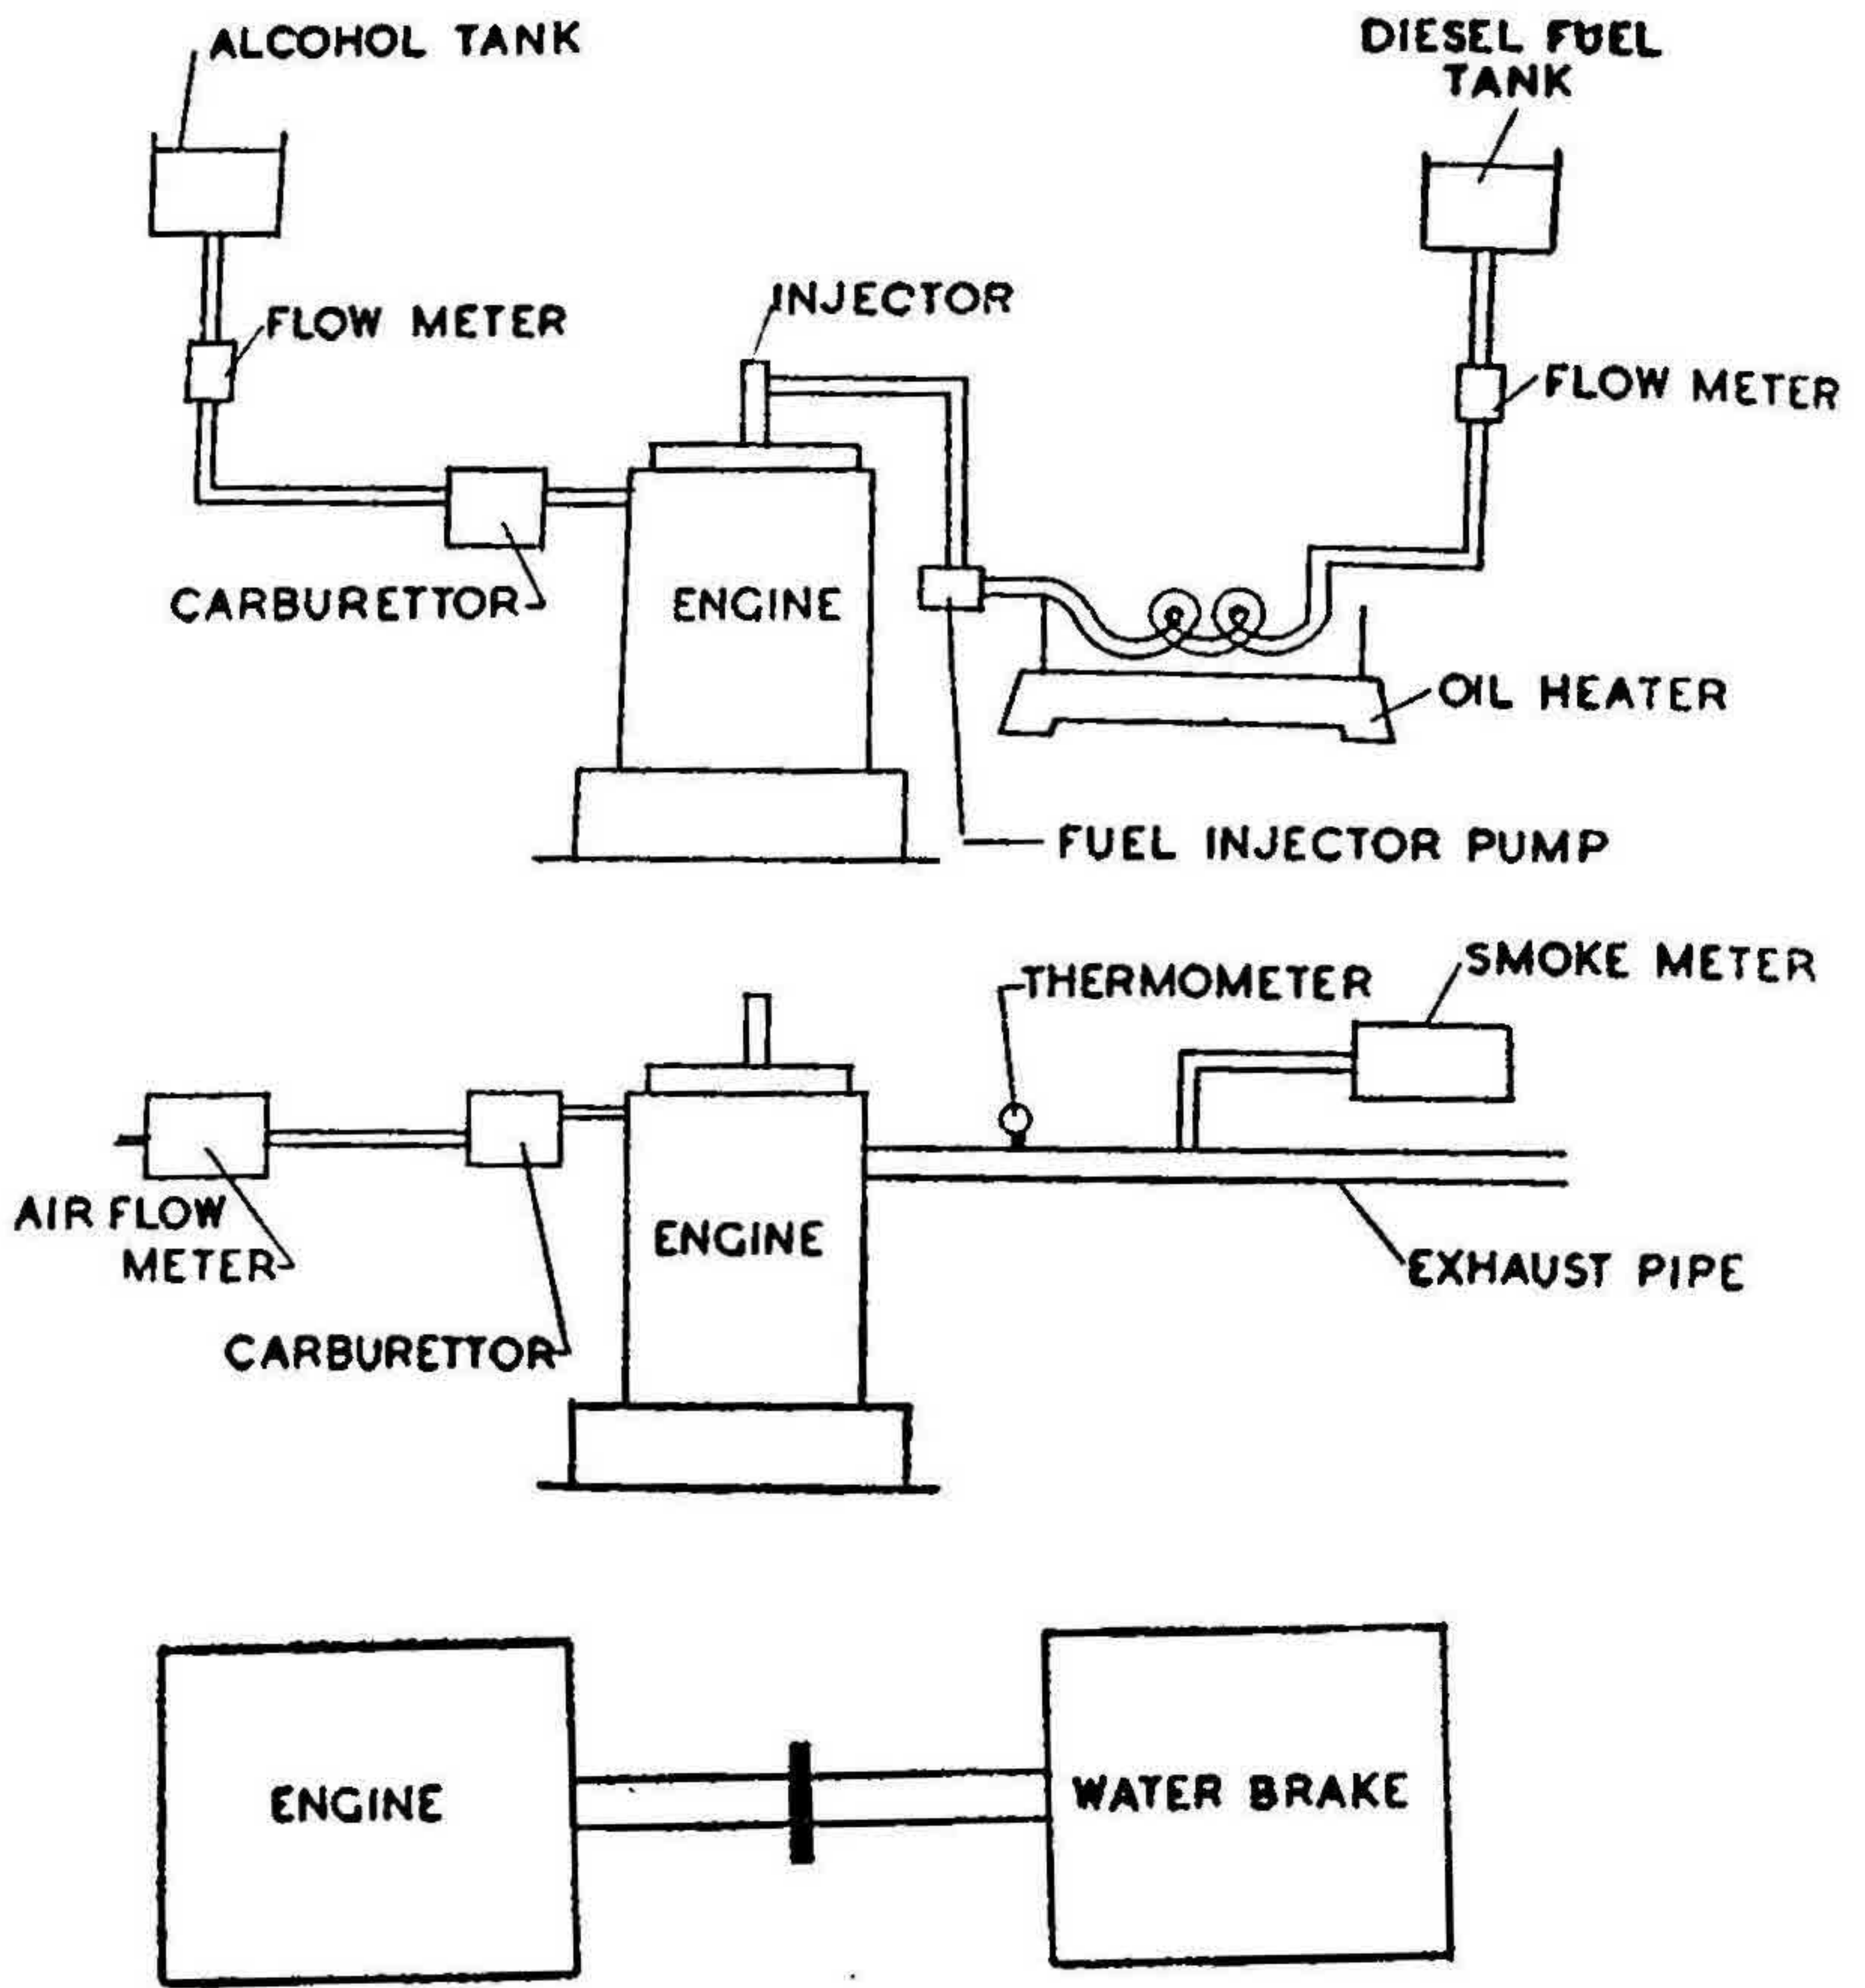 ALCOHOL TANK
DIESEL FUEL
TANK
INJECTOR
FLOW METER
FLOW METER
CARBURETTOR
ENGINE
OIL HEATER
FUEL INJECTOR PUMP
SMOKE METER
THERMOMETER
AIR FLOW
METER
ENGINE
EXHAUST PIPE
CARBURETTOR
ENGINE
WATER BRAKE